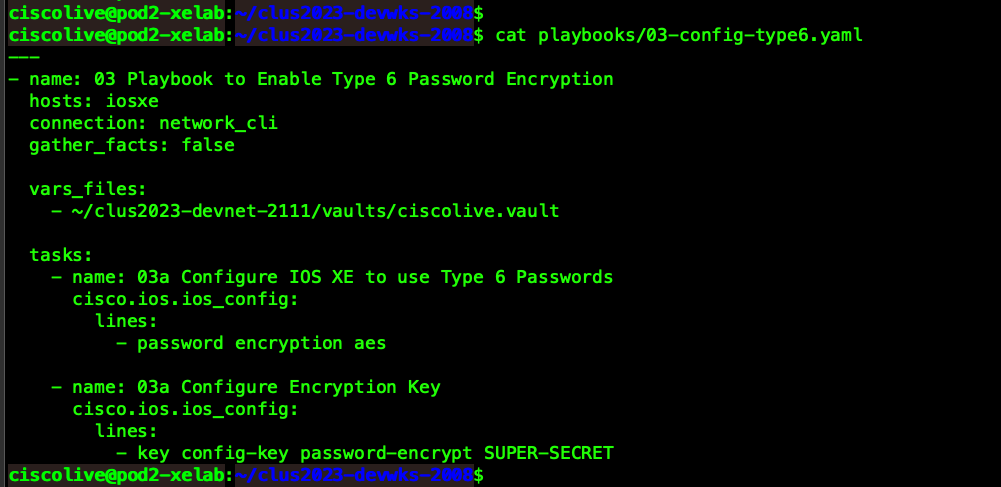 ciscolive@pod2-xelab:~/clus2023-devwks-2008$
ciscolive@pod2-xelab:~/clus2023-devwks-2008$ cat playbooks/03-config-type6.yaml
---
- name: 03 Playbook to Enable Type 6 Password Encryption
  hosts: iosxe
  connection: network_cli
  gather_facts: false

  vars_files:
    - ~/clus2023-devnet-2111/vaults/ciscolive.vault

  tasks:
    - name: 03a Configure IOS XE to use Type 6 Passwords
      cisco.ios.ios_config:
        lines:
          - password encryption aes

    - name: 03a Configure Encryption Key
      cisco.ios.ios_config:
        lines:
          - key config-key password-encrypt SUPER-SECRET
ciscolive@pod2-xelab:~/clus2023-devwks-2008$